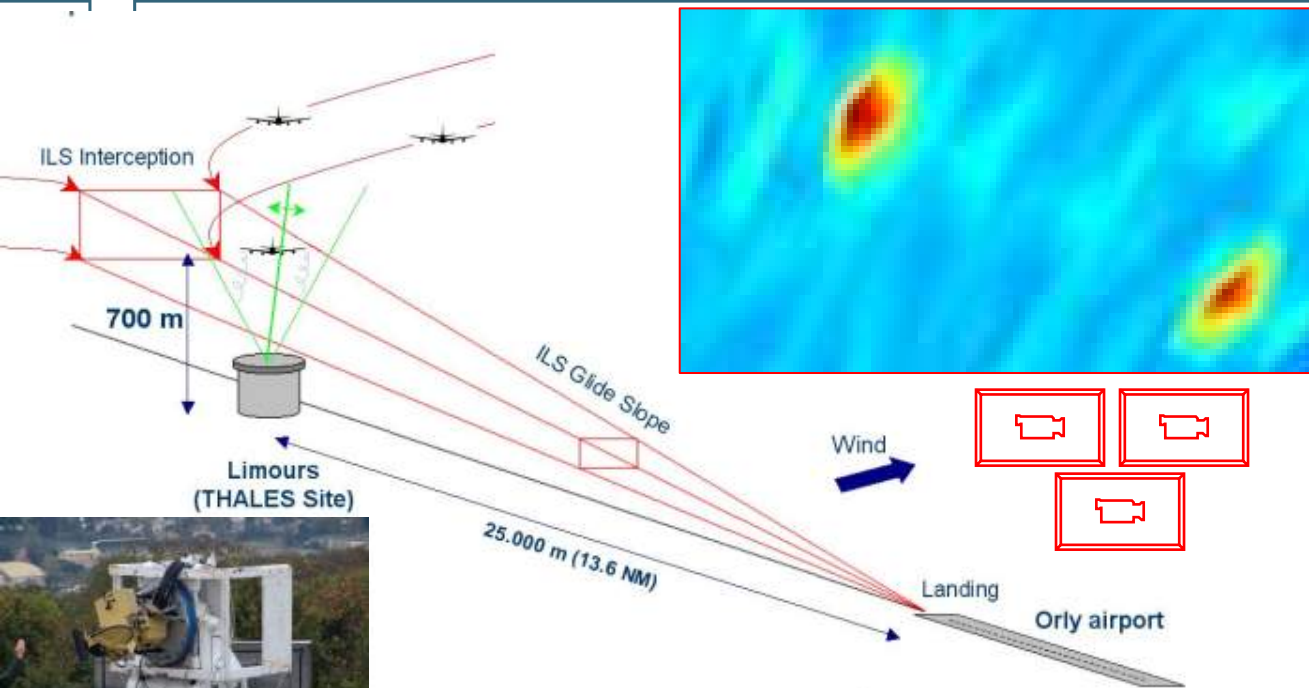 ILS Interception
700 m
ILS Glide Slope
Wind
Limours
(THALES Site)
25.000 m (13.6 NM)
Landing
Orly airport